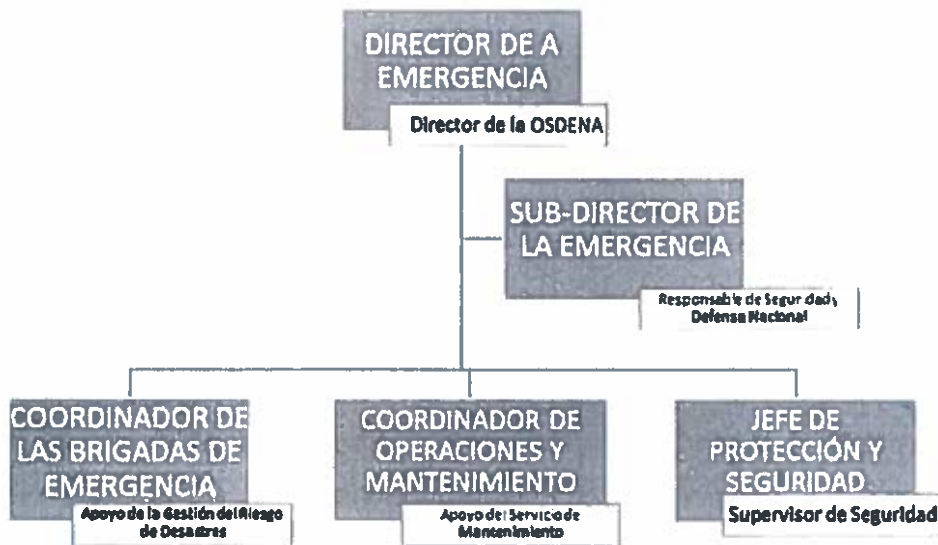 DIRECTOR DE A
EMERGENCIA
Director de la OSDENA
SUB-DIRECTOR DE
LA EMERGENCIA
Responsable de Seguridad y
Defensa Nacional
COORDINADOR DE
LAS BRIGADAS DE
EMERGENCIA
Apoyo de la Gestión del Riesgo
de Desastres
COORDINADOR DE
OPERACIONES Y
MANTENIMIENTO
Apoyo del Servicio de
Mantenimiento
JEFE DE
PROTECCIÓN Y
SEGURIDAD
Supervisor de Seguridad